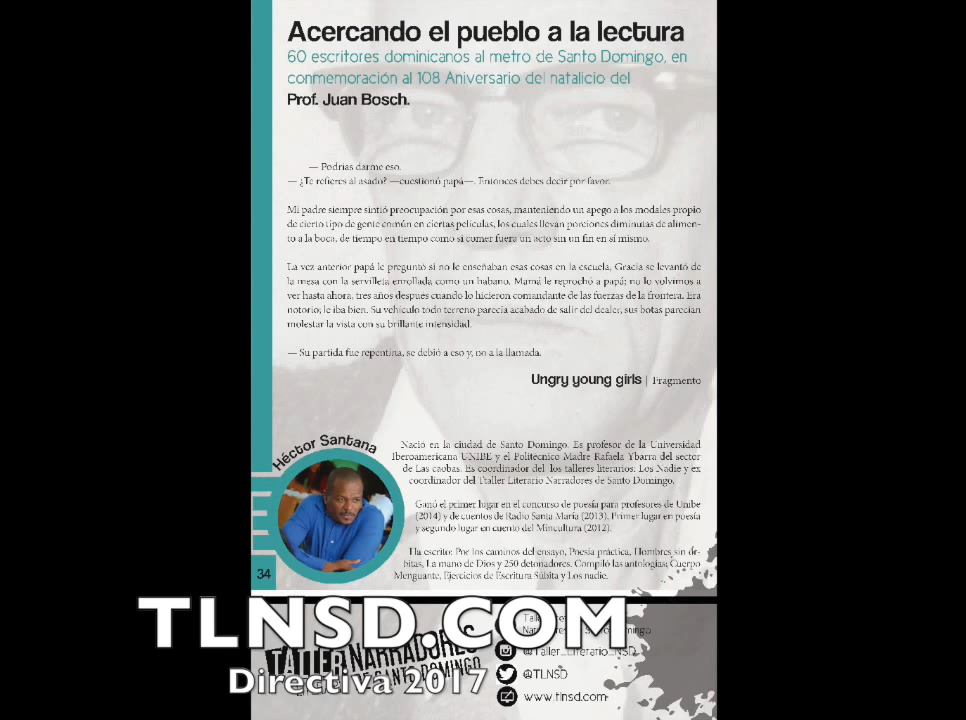 Acercando el pueblo a la lectura
60 escritores dominicanos al metro de Santo Domingo, en
conmemoración al 108 Aniversario del natalicio del
Prof. Juan Bosch.
— Podrías darme eso.
— ¿Te refieres al asado? —cuestionó papá—. Entonces debes decir por favor.
Mi padre siempre sintió preocupación por esas cosas, manteniendo un apego a los modales propio
de cierto tipo de gente común en ciertas películas, los cuales llevan porciones diminutas de alimen-
to a la boca, de tiempo en tiempo como si comer fuera un acto sin un fin en sí mismo.
La vez anterior papá le preguntó si no le enseñaban esas cosas en la escuela, Gracia se levantó de
la mesa con la servilleta enrollada como un habano. Mamá le reprochó a papá; no lo volvimos a
ver hasta ahora, tres años después cuando lo hicieron comandante de las fuerzas de la frontera. Era
notorio; le iba bien. Su vehículo todo terreno parecía acabado de salir del dealer, sus botas parecían
molestar la vista con su brillante intensidad.
— Su partida fue repentina, se debió a eso y, no a la llamada.
Ungry young girls | Fragmento
Héctor Santana
Nació en la ciudad de Santo Domingo. Es profesor de la Universidad
Iberoamericana UNIBE y el Politécnico Madre Rafaela Ybarra del sector
de Las caobas. Es coordinador del los talleres literarios: Los Nadie y ex
coordinador del Ttaller Literario Narradores de Santo Domingo.
Ganó el primer lugar en el concurso de poesía para profesores de Unibe
(2014) y de cuentos de Radio Santa María (2013). Primer lugar en poesía
y segundo lugar en cuento del Mincultura (2012).
Ha escrito: Por los caminos del ensayo, Poesía práctica, Hombres sin ór-
bitas, La mano de Dios y 250 detonadores. Compiló las antologías; Cuerpo
Menguante, Ejercicios de Escritura Súbita y Los nadie.
34
TLNSD.COM
TALLER NARRADORES
DE SANTO DOMINGO
Directiva 2017
@Taller_Literario_NSD
@TLNSD
www.tlnsd.com